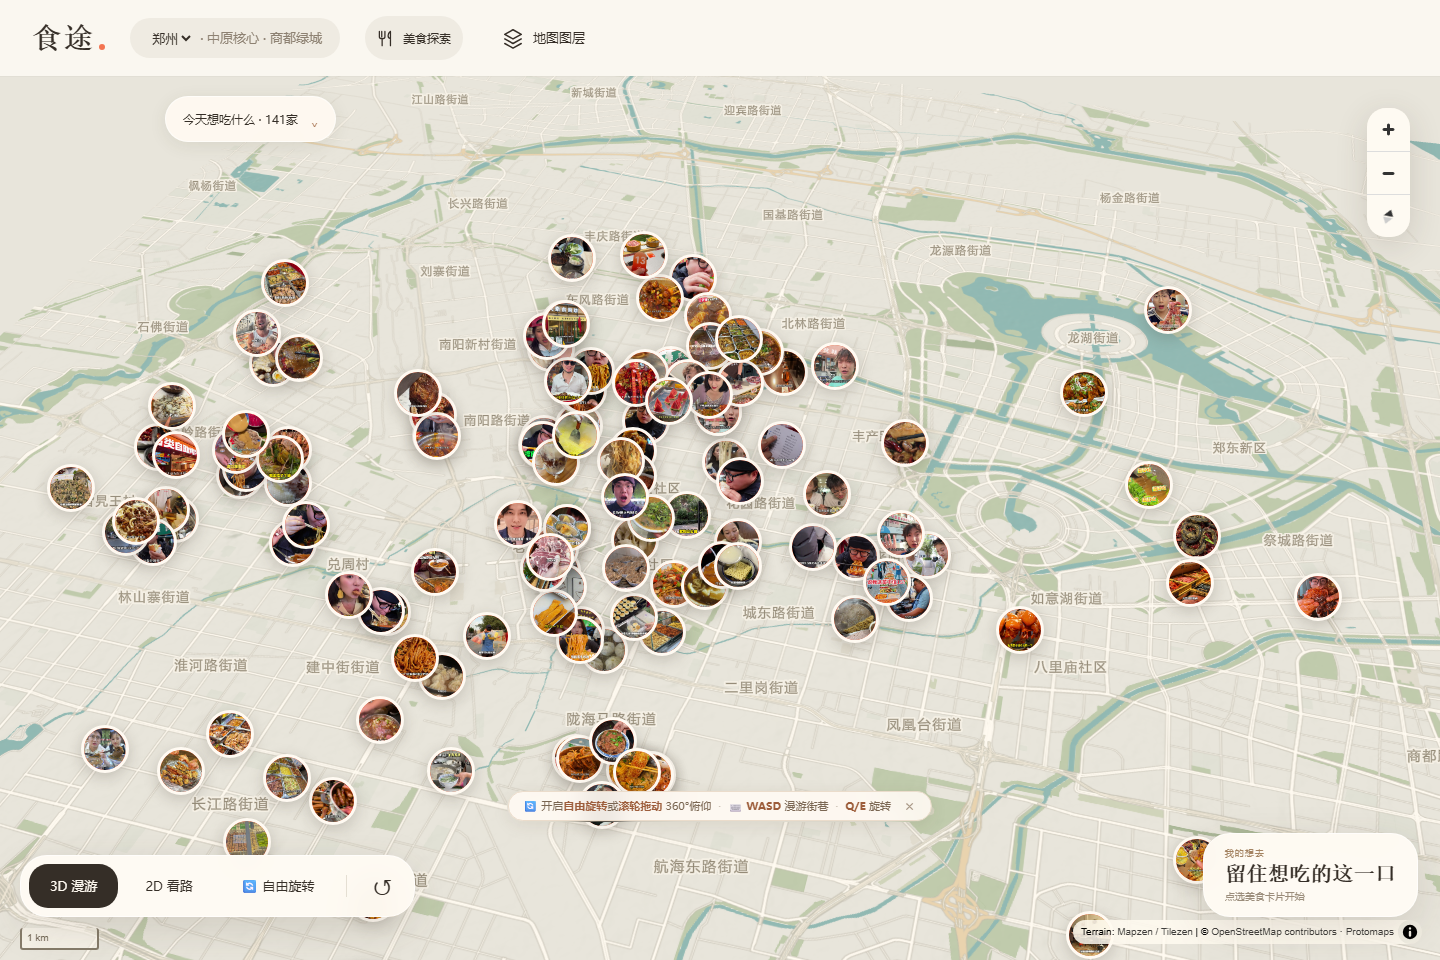 食途.
郑州 · 中原核心 · 商都绿城
美食探索
地图图层
今天想吃什么 · 141家
江山路街道
新城街道
迎宾路街道
枫杨街道
长兴路街道
国基路街道
杨金路街道
丰庆路街
刘寨街道
龙源路街道
东风路街道
石佛街道
南阳新村街道
北林路街道
龙湖街道
南阳路街道
岭路街
丰产
郑东新区
社区
花园路街道
祭城路街道
兑周村
林山寨街道
城东路街道
如意湖街道
淮河路街道
建中街街道
八里庙社区
二里岗街道
陇海马路街道
凤凰台街道
商都
长江路街道
航海东路街道
道
开启自由旋转或滚轮拖动 360°俯仰 · WASD 漫游街巷 · Q/E 旋转 ×
3D 漫游
2D 看路
自由旋转
我的想去
留住想吃的这一口
点选美食卡片开始
1 km
Terrain: Mapzen / Tilezen | © OpenStreetMap contributors · Protomaps